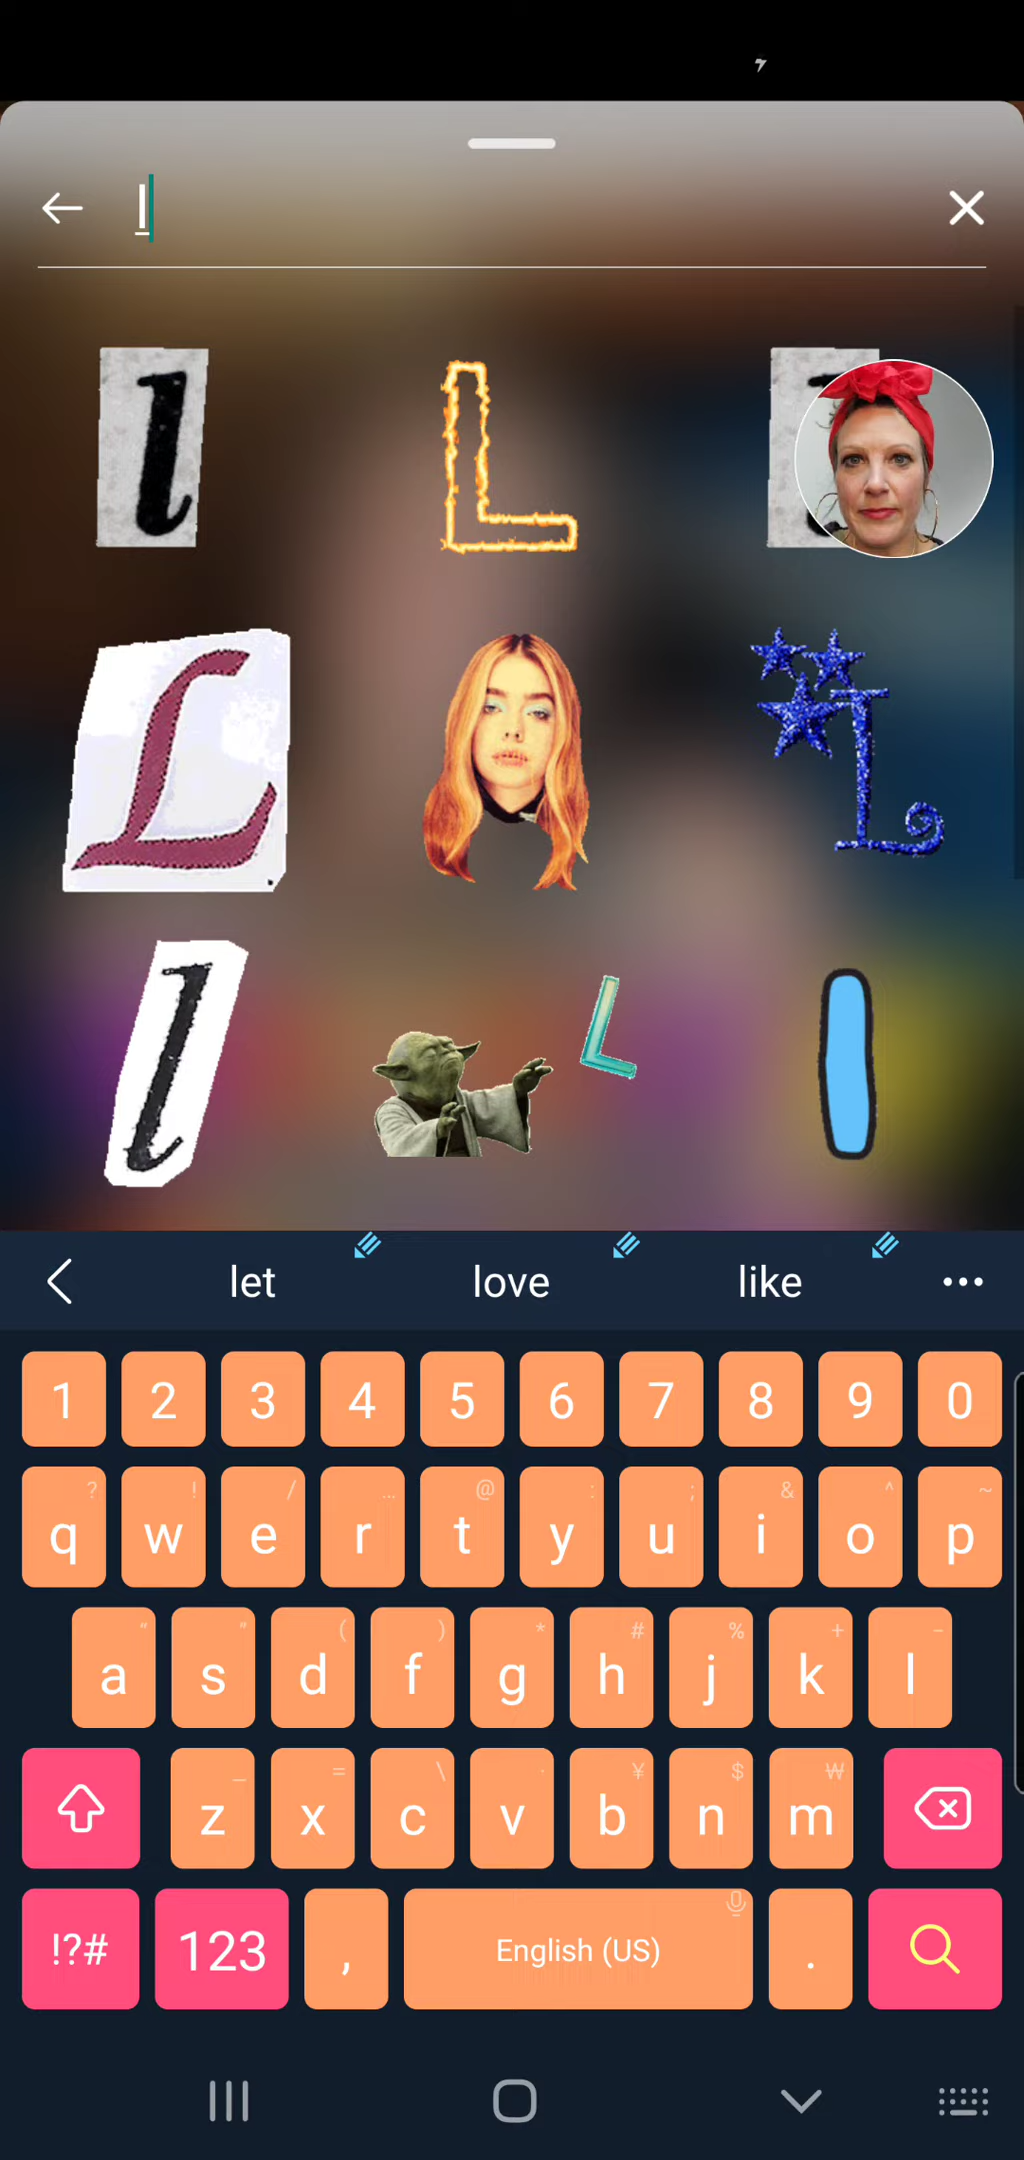 l
l L l
L L
l L l
let love like ...
1 2 3 4 5 6 7 8 9 0
? ! / ... @ : ; & ^ ~
q w e r t y u i o p
“ ” ( ) * # % + -
a s d f g h j k l
_ = \ · ¥ $ ₩
z x c v b n m
!?# 123 , English (US) .